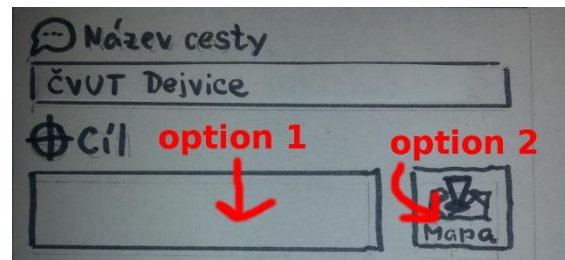 Název cesty
ČVUT Dejvice
Cíl
option 1
option 2
Mapa